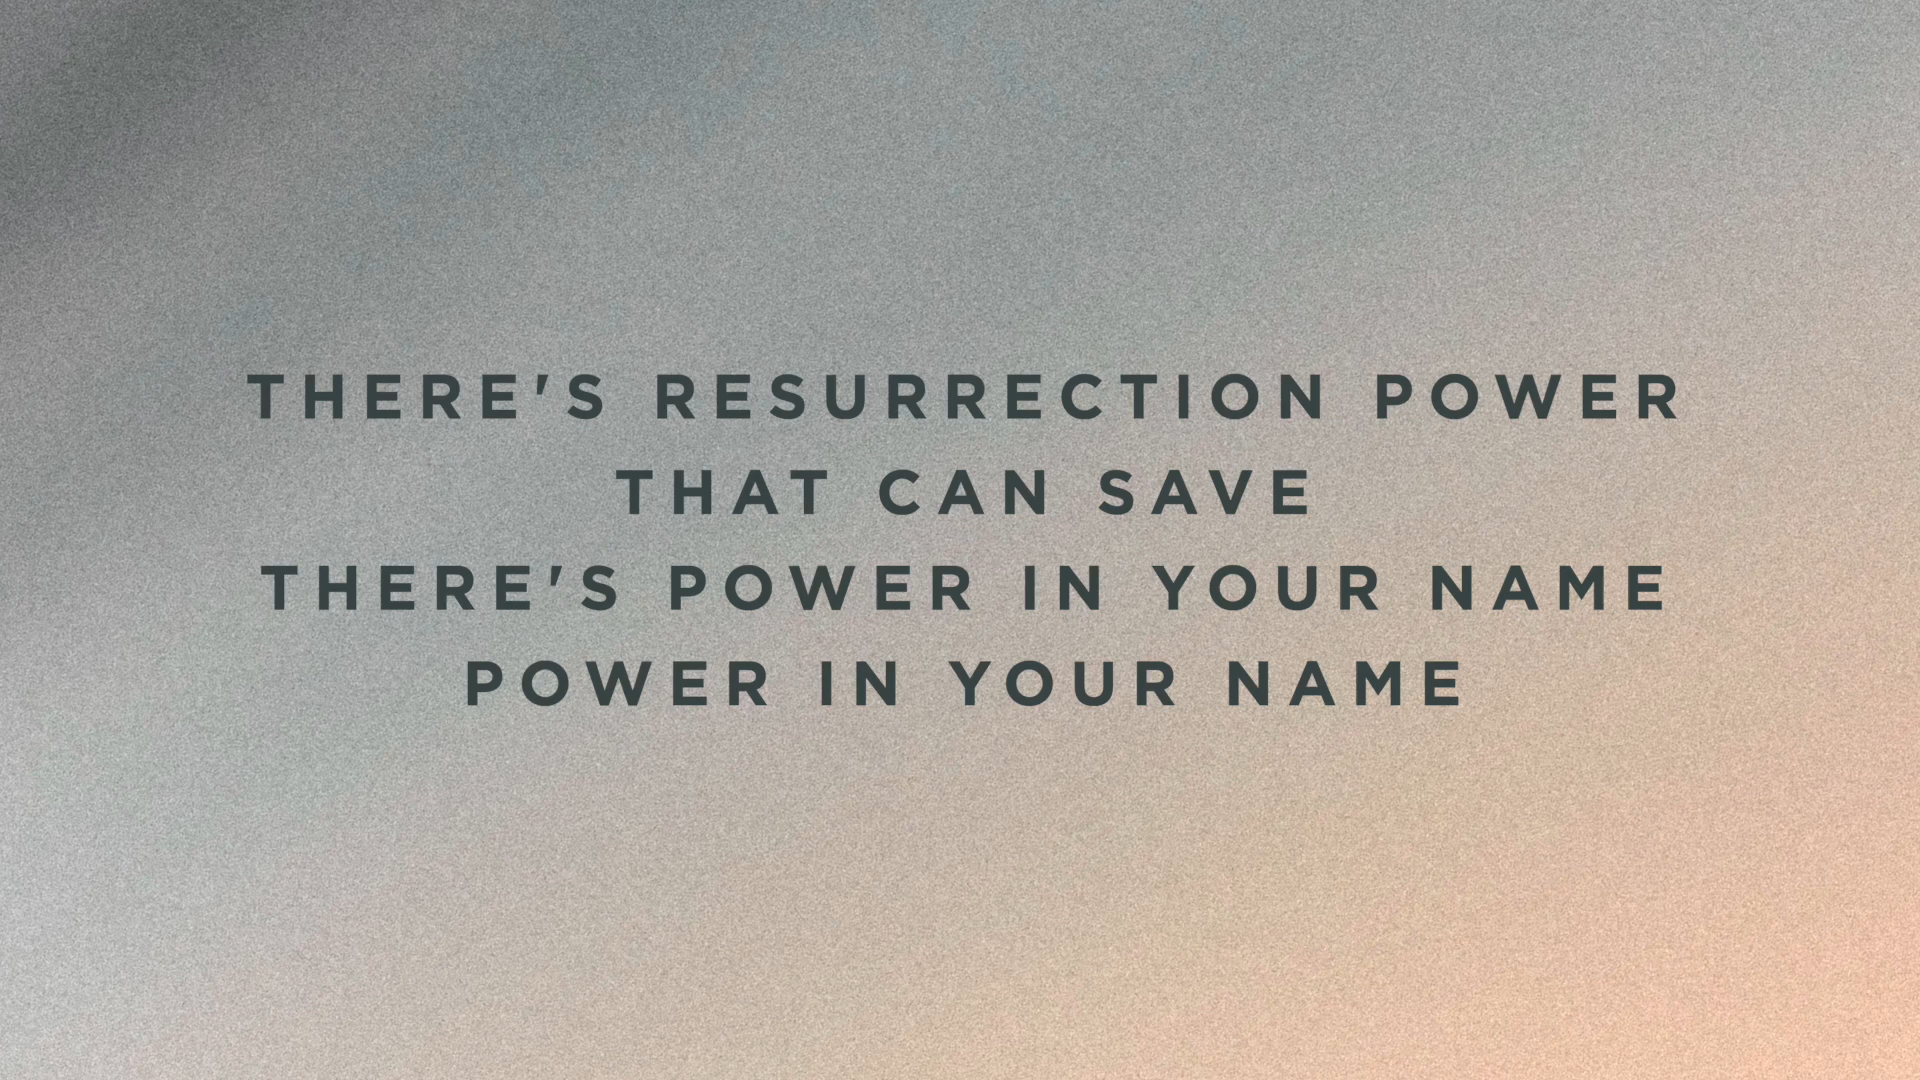 THERE'S RESURRECTION POWER
THAT CAN SAVE
THERE'S POWER IN YOUR NAME
POWER IN YOUR NAME